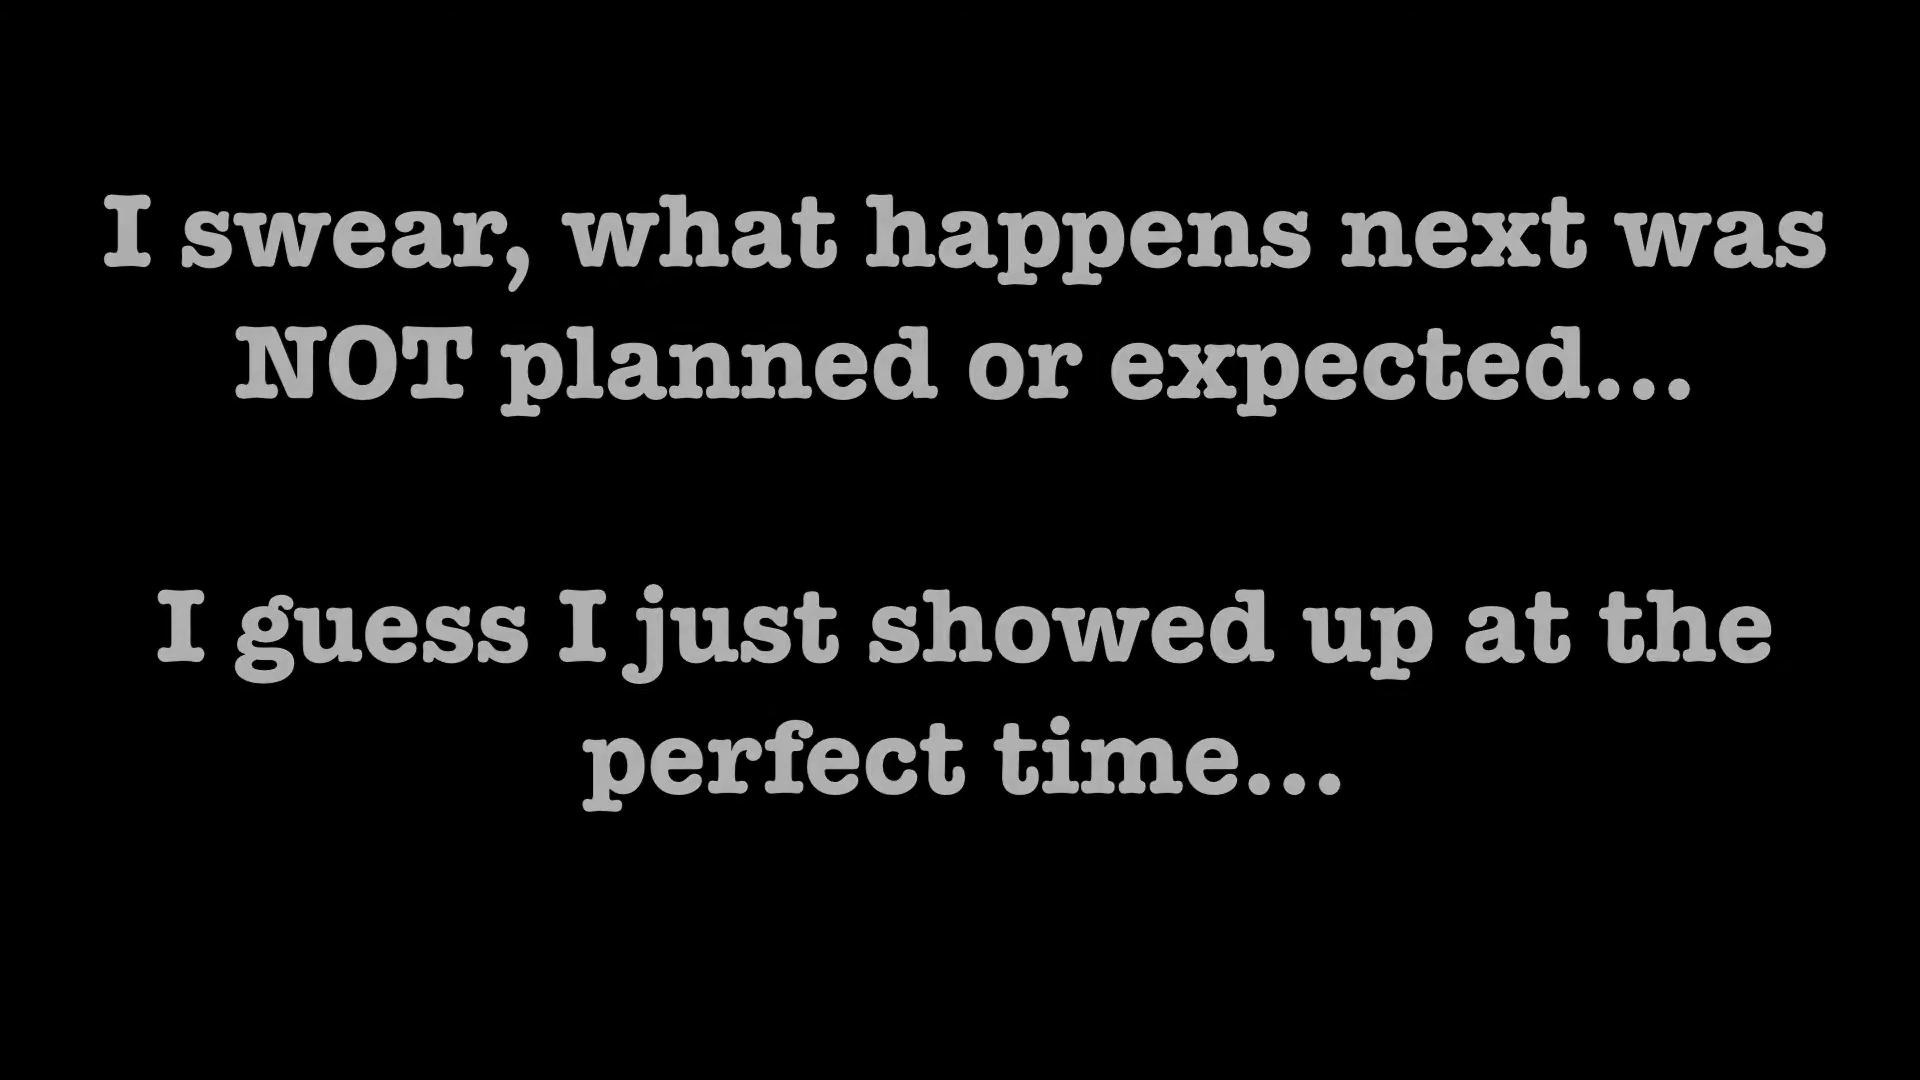 I swear, what happens next was
NOT planned or expected...
I guess I just showed up at the
perfect time...